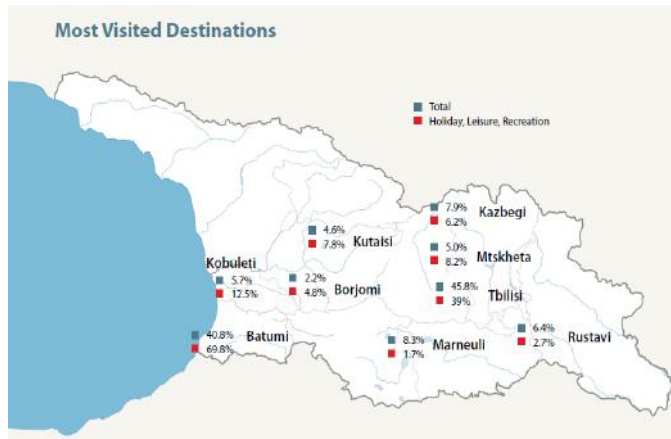 Most Visited Destinations
Total
Holiday, Leisure, Recreation
7.9%
Kazbegi
6.2%
4.6%
Kutaisi
7.8%
5.0%
Mtskheta
8.2%
Kobuleti
5.7%
12.5%
2.2%
Borjomi
4.8%
45.8%
Tbilisi
39%
40.8%
Batumi
69.8%
8.3%
Marneuli
1.7%
6.4%
Rustavi
2.7%